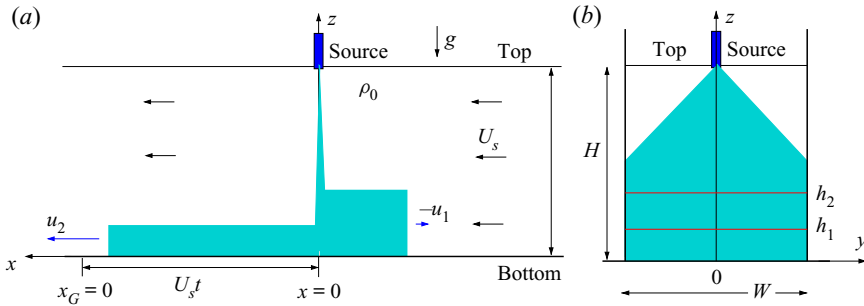 (a)
z
Source
g
Top
ρ0
Us
u2
–u1
x
Bottom
Ust
xG = 0
x = 0
(b)
z
Top
Source
H
h2
h1
y
0
W